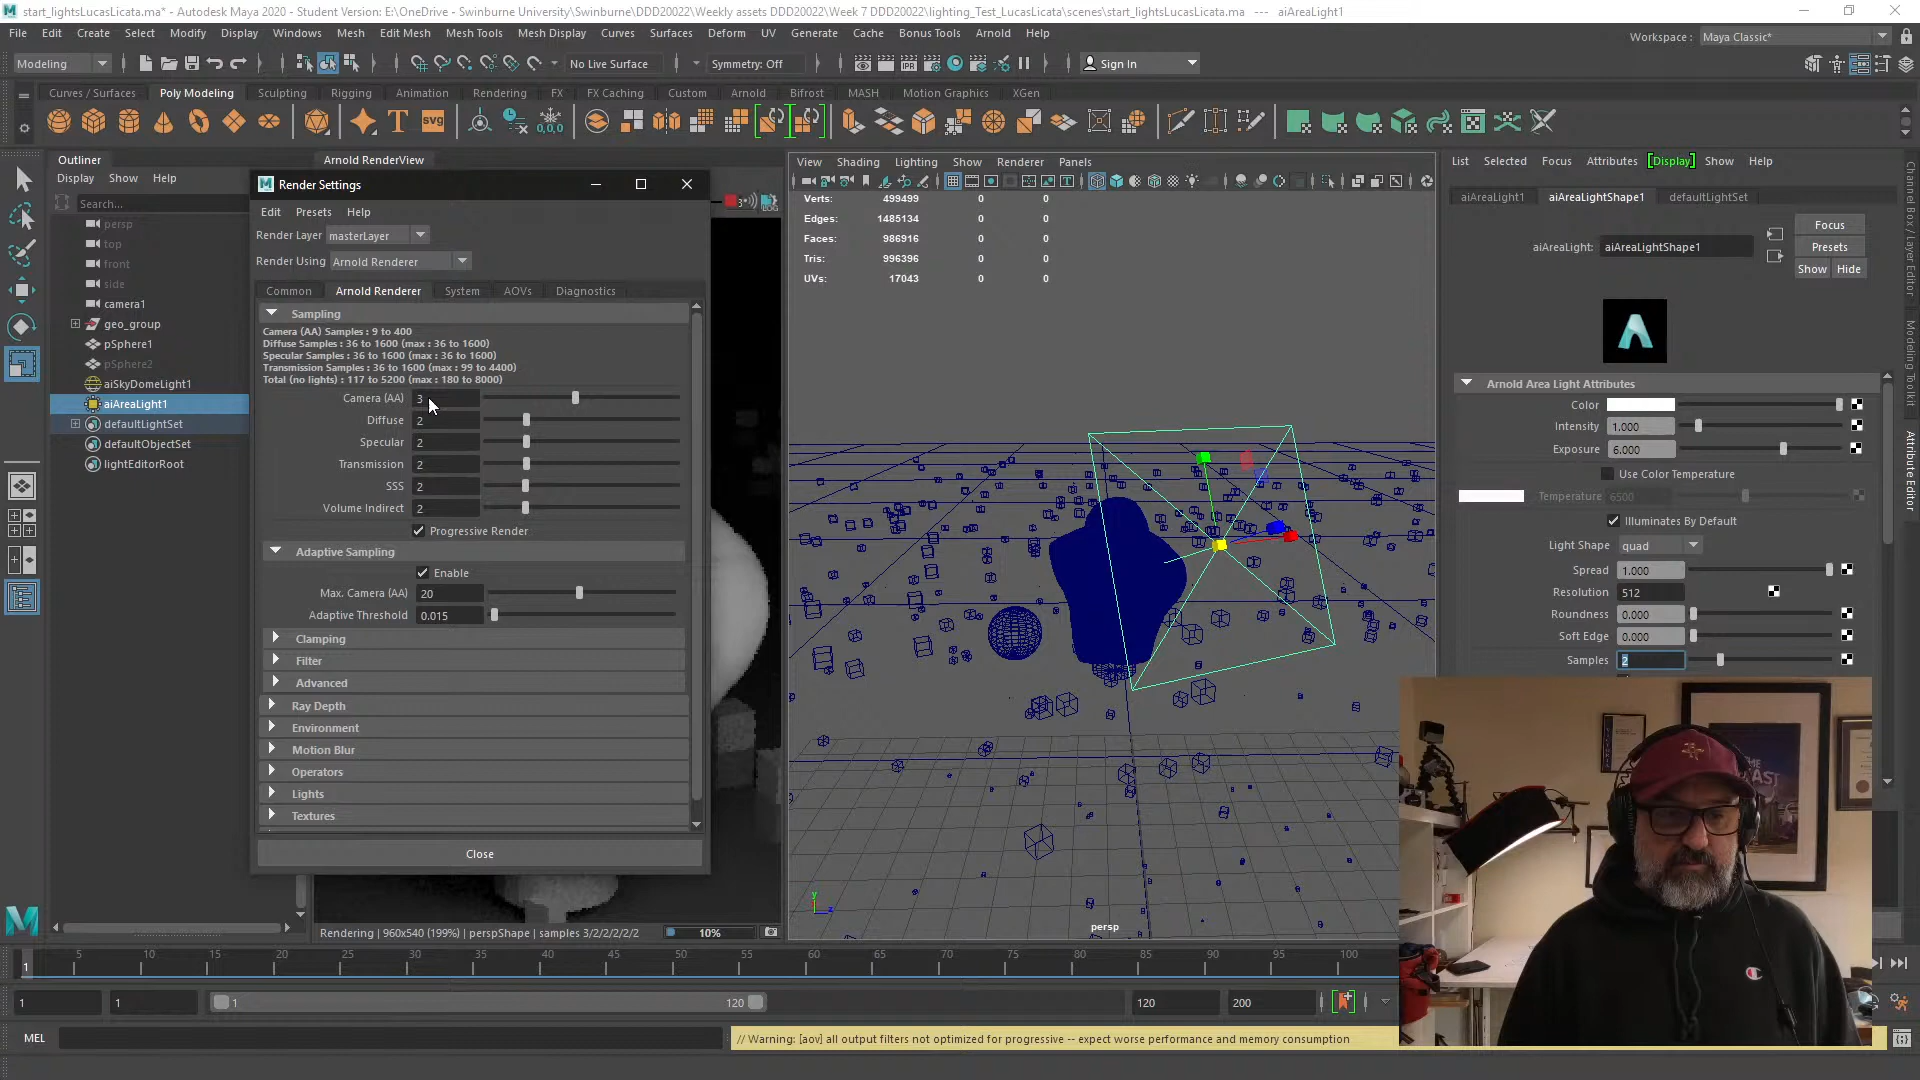 start_lightsLucasLicata.ma* - Autodesk Maya 2020 - Student Version: E:\OneDrive - Swinburne University\Swinburne\DDD20022\Weekly assets DDD20022\Week 7 DDD20022\lighting_Test_LucasLicata\scenes\start_lightsLucasLicata.ma --- aiAreaLight1
File Edit Create Select Modify Display Windows Mesh Edit Mesh Mesh Tools Mesh Display Curves Surfaces Deform UV Generate Cache Bonus Tools Arnold Help
Workspace : Maya Classic*
Modeling No Live Surface Symmetry: Off Sign In
Curves / Surfaces Poly Modeling Sculpting Rigging Animation Rendering FX FX Caching Custom Arnold Bifrost MASH Motion Graphics XGen
T svg 0,0,0
Outliner
Display Show Help
Search...
persp
top
front
side
camera1
geo_group
pSphere1
pSphere2
aiSkyDomeLight1
aiAreaLight1
defaultLightSet
defaultObjectSet
lightEditorRoot
Arnold RenderView
3
LOG
Render Settings
Edit Presets Help
Render Layer masterLayer
Render Using Arnold Renderer
Common Arnold Renderer System AOVs Diagnostics
Sampling
Camera (AA) Samples : 9 to 400
Diffuse Samples : 36 to 1600 (max : 36 to 1600)
Specular Samples : 36 to 1600 (max : 36 to 1600)
Transmission Samples : 36 to 1600 (max : 99 to 4400)
Total (no lights) : 117 to 5200 (max : 180 to 8000)
Camera (AA) 3
Diffuse 2
Specular 2
Transmission 2
SSS 2
Volume Indirect 2
Progressive Render
Adaptive Sampling
Enable
Max. Camera (AA) 20
Adaptive Threshold 0.015
Clamping
Filter
Advanced
Ray Depth
Environment
Motion Blur
Operators
Lights
Textures
Close
Rendering | 960x540 (199%) | perspShape | samples 3/2/2/2/2/2 10%
View Shading Lighting Show Renderer Panels
Verts: 499499 0 0
Edges: 1485134 0 0
Faces: 986916 0 0
Tris: 996396 0 0
UVs: 17043 0 0
y
z
persp
List Selected Focus Attributes [Display] Show Help
aiAreaLight1 aiAreaLightShape1 defaultLightSet
aiAreaLight: aiAreaLightShape1
Focus
Presets
Show Hide
Arnold Area Light Attributes
Color
Intensity 1.000
Exposure 6.000
Use Color Temperature
Temperature 6500
Illuminates By Default
Light Shape quad
Spread 1.000
Resolution 512
Roundness 0.000
Soft Edge 0.000
Samples 2
Channel Box / Layer Editor
Modeling Toolkit
Attribute Editor
5 10 15 20 25 30 35 40 45 50 55 60 65 70 75 80 85 90 95 100
1
1 1 1 120 120 200
MEL
// Warning: [aov] all output filters not optimized for progressive -- expect worse performance and memory consumption